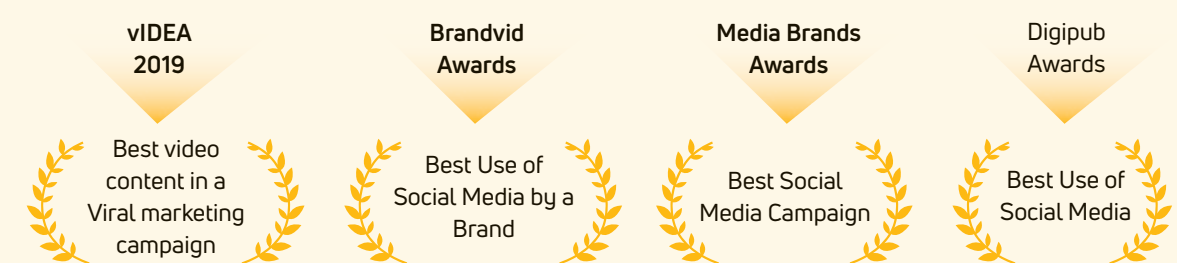 vIDEA
2019
Best video
content in a
Viral marketing
campaign
Brandvid
Awards
Best Use of
Social Media by a
Brand
Media Brands
Awards
Best Social
Media Campaign
Digipub
Awards
Best Use of
Social Media